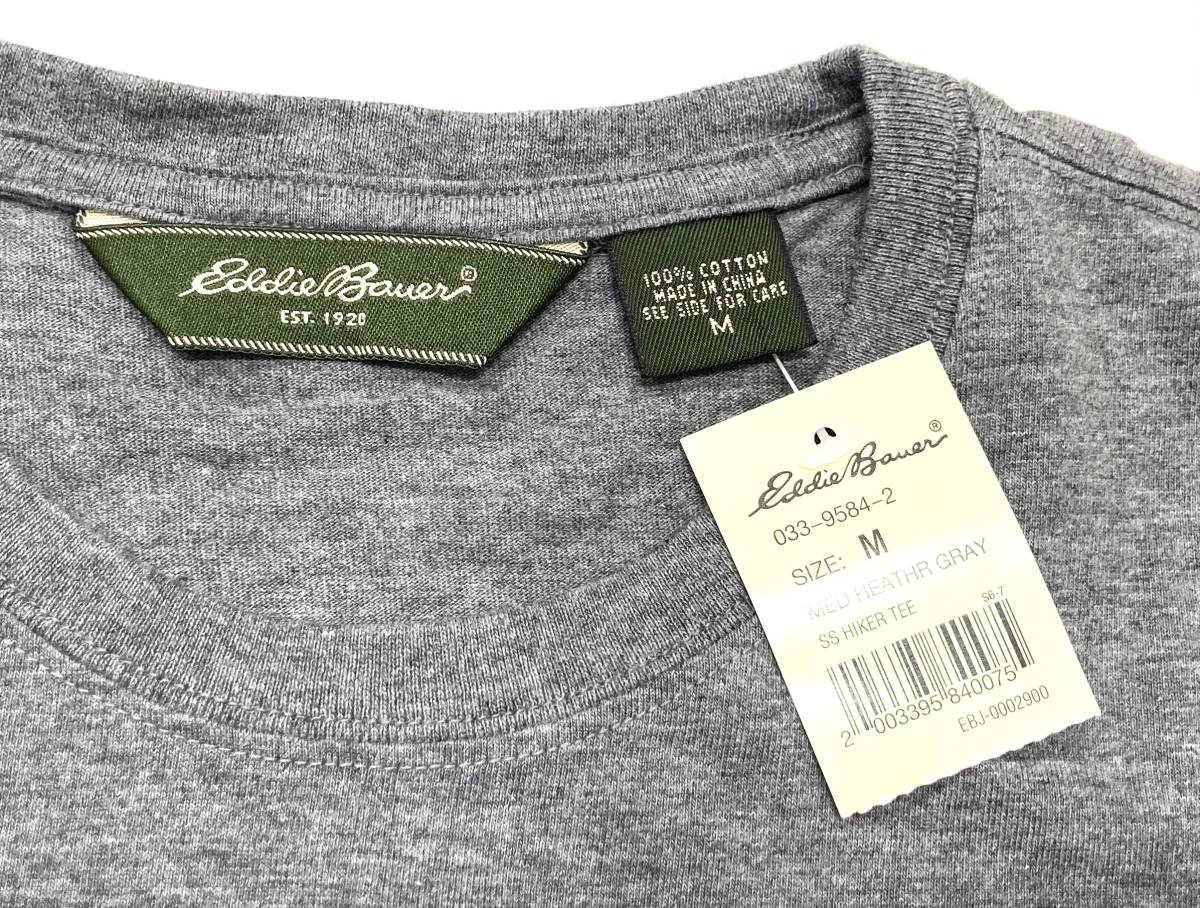 Eddie Bauer®
EST. 1920
100% COTTON
MADE IN CHINA
SEE SIDE FOR CARE
M
Eddie Bauer®
033-9584-2
SIZE: M
MED HEATHR GRAY
SS HIKER TEE
S6-7
2 003395 840075
EBJ-0002900